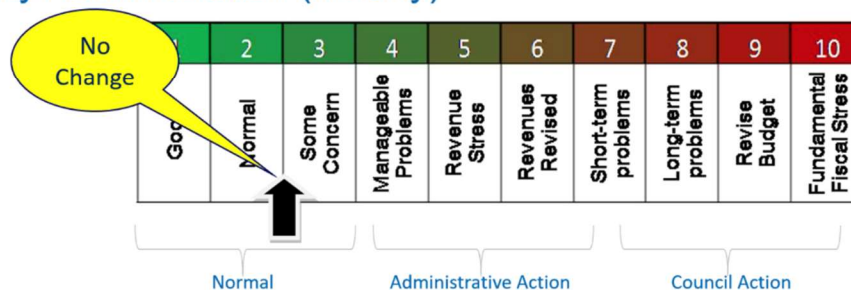 No
Change
2
3
4
5
6
7
8
9
10
Normal
Some
Concern
Manageable
Problems
Revenue
Stress
Revenues
Revised
Short-term
problems
Long-term
problems
Revise
Budget
Fundamental
Fiscal Stress
Normal
Administrative Action
Council Action